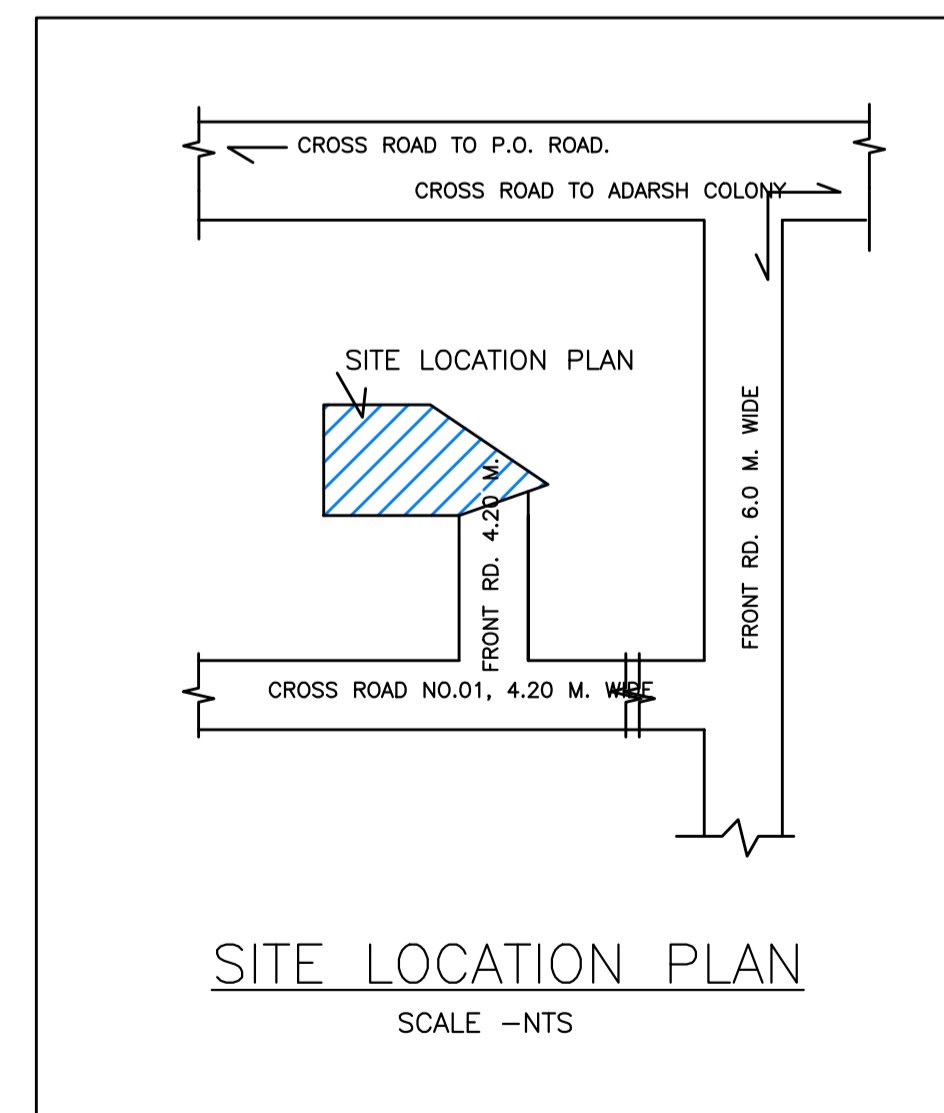 CROSS ROAD TO P.O. ROAD.
CROSS ROAD TO ADARSH COLONY
SITE LOCATION PLAN
FRONT RD. 6.0 M. WIDE
FRONT RD. 4.20 M.
CROSS ROAD NO.01, 4.20 M. WIDE
SITE LOCATION PLAN
SCALE -NTS